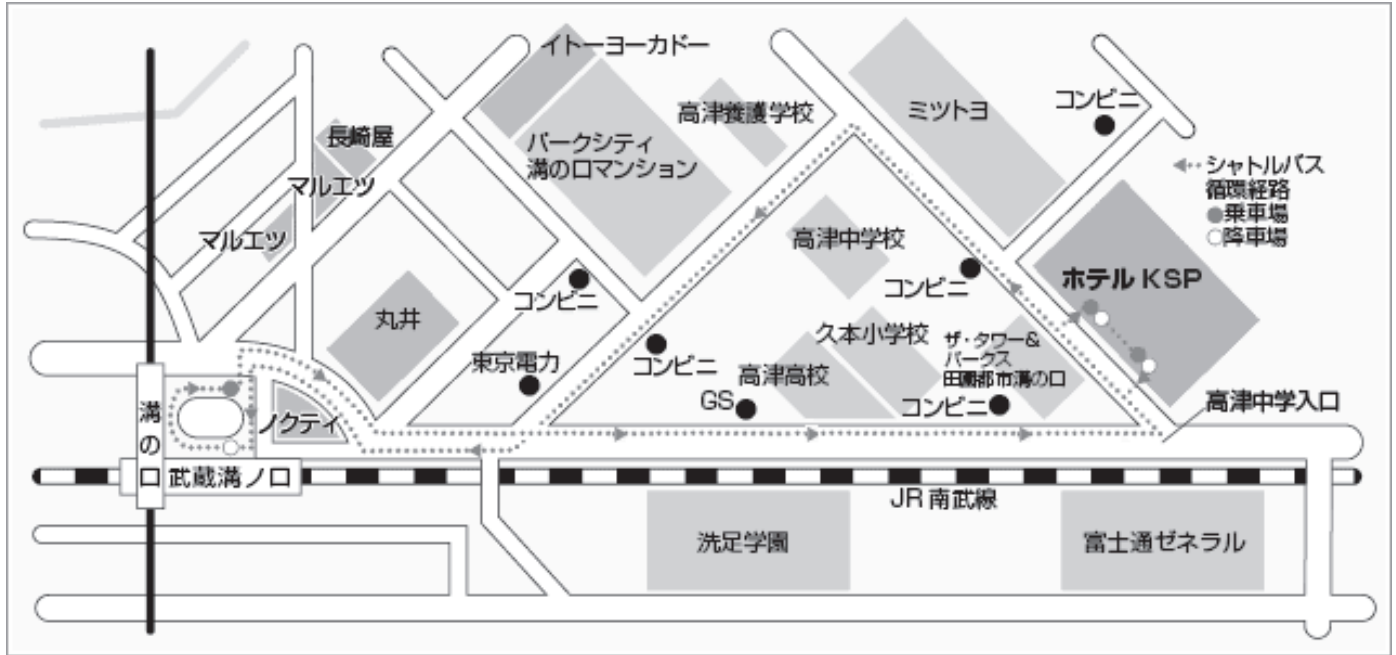 イトーヨーカドー
コンビニ
ミツトヨ
高津養護学校
長崎屋
パークシティ
溝の口マンション
マルエツ
シャトルバス
循環経路
乗車場
降車場
マルエツ
高津中学校
ホテル KSP
コンビニ
コンビニ
丸井
久本小学校
ザ・タワー&
パークス
田園都市溝の口
東京電力
コンビニ
高津高校
GS
コンビニ
高津中学入口
ノクティ
溝の口
武蔵溝ノ口
JR 南武線
洗足学園
富士通ゼネラル